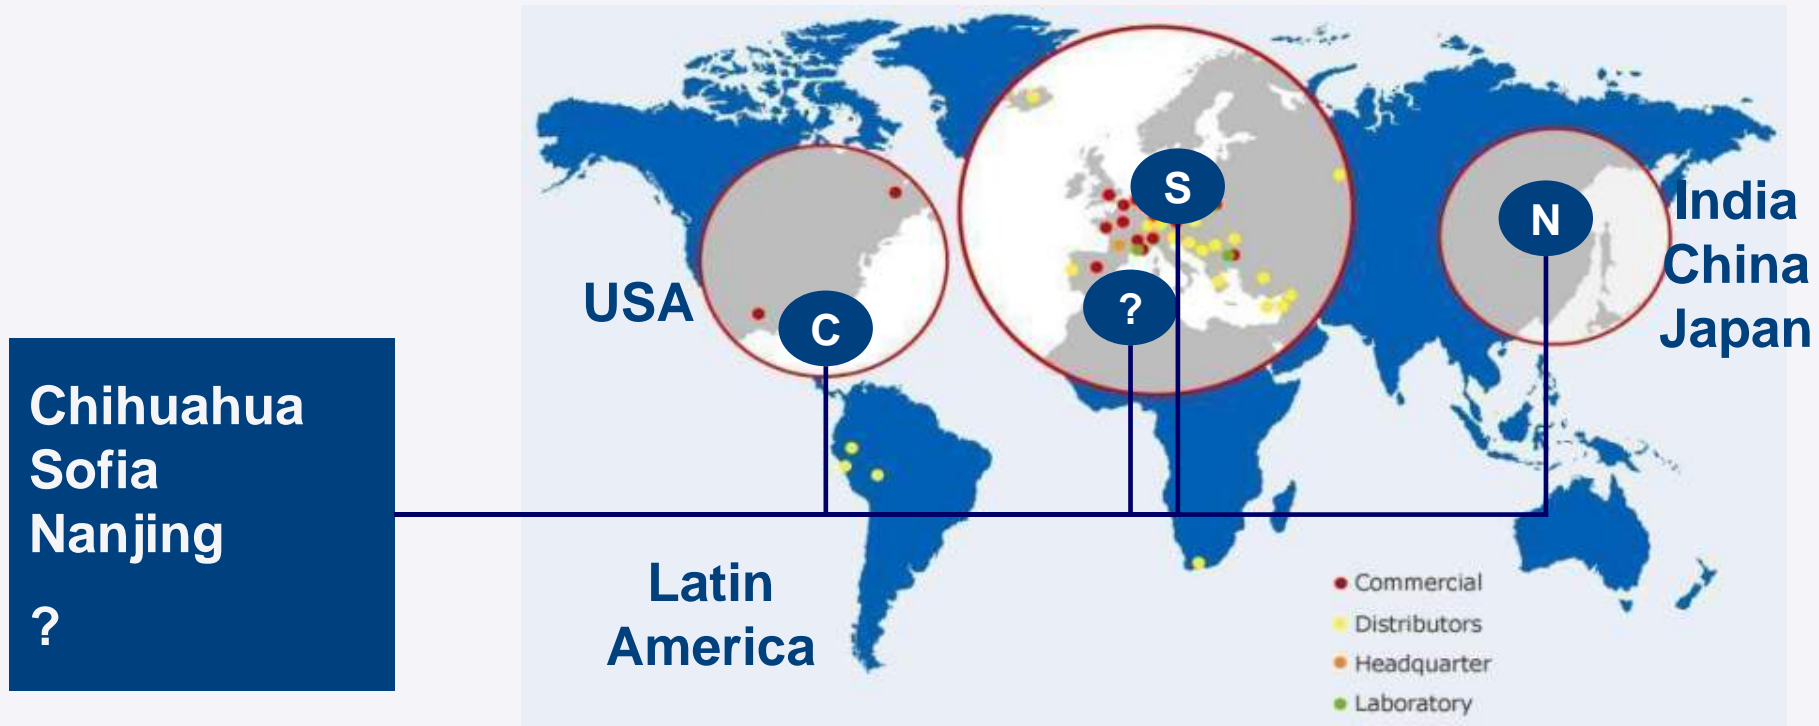 S
N
India
China
Japan
USA
C
?
Chihuahua
Sofia
Nanjing
?
Latin
America
Commercial
Distributors
Headquarter
Laboratory